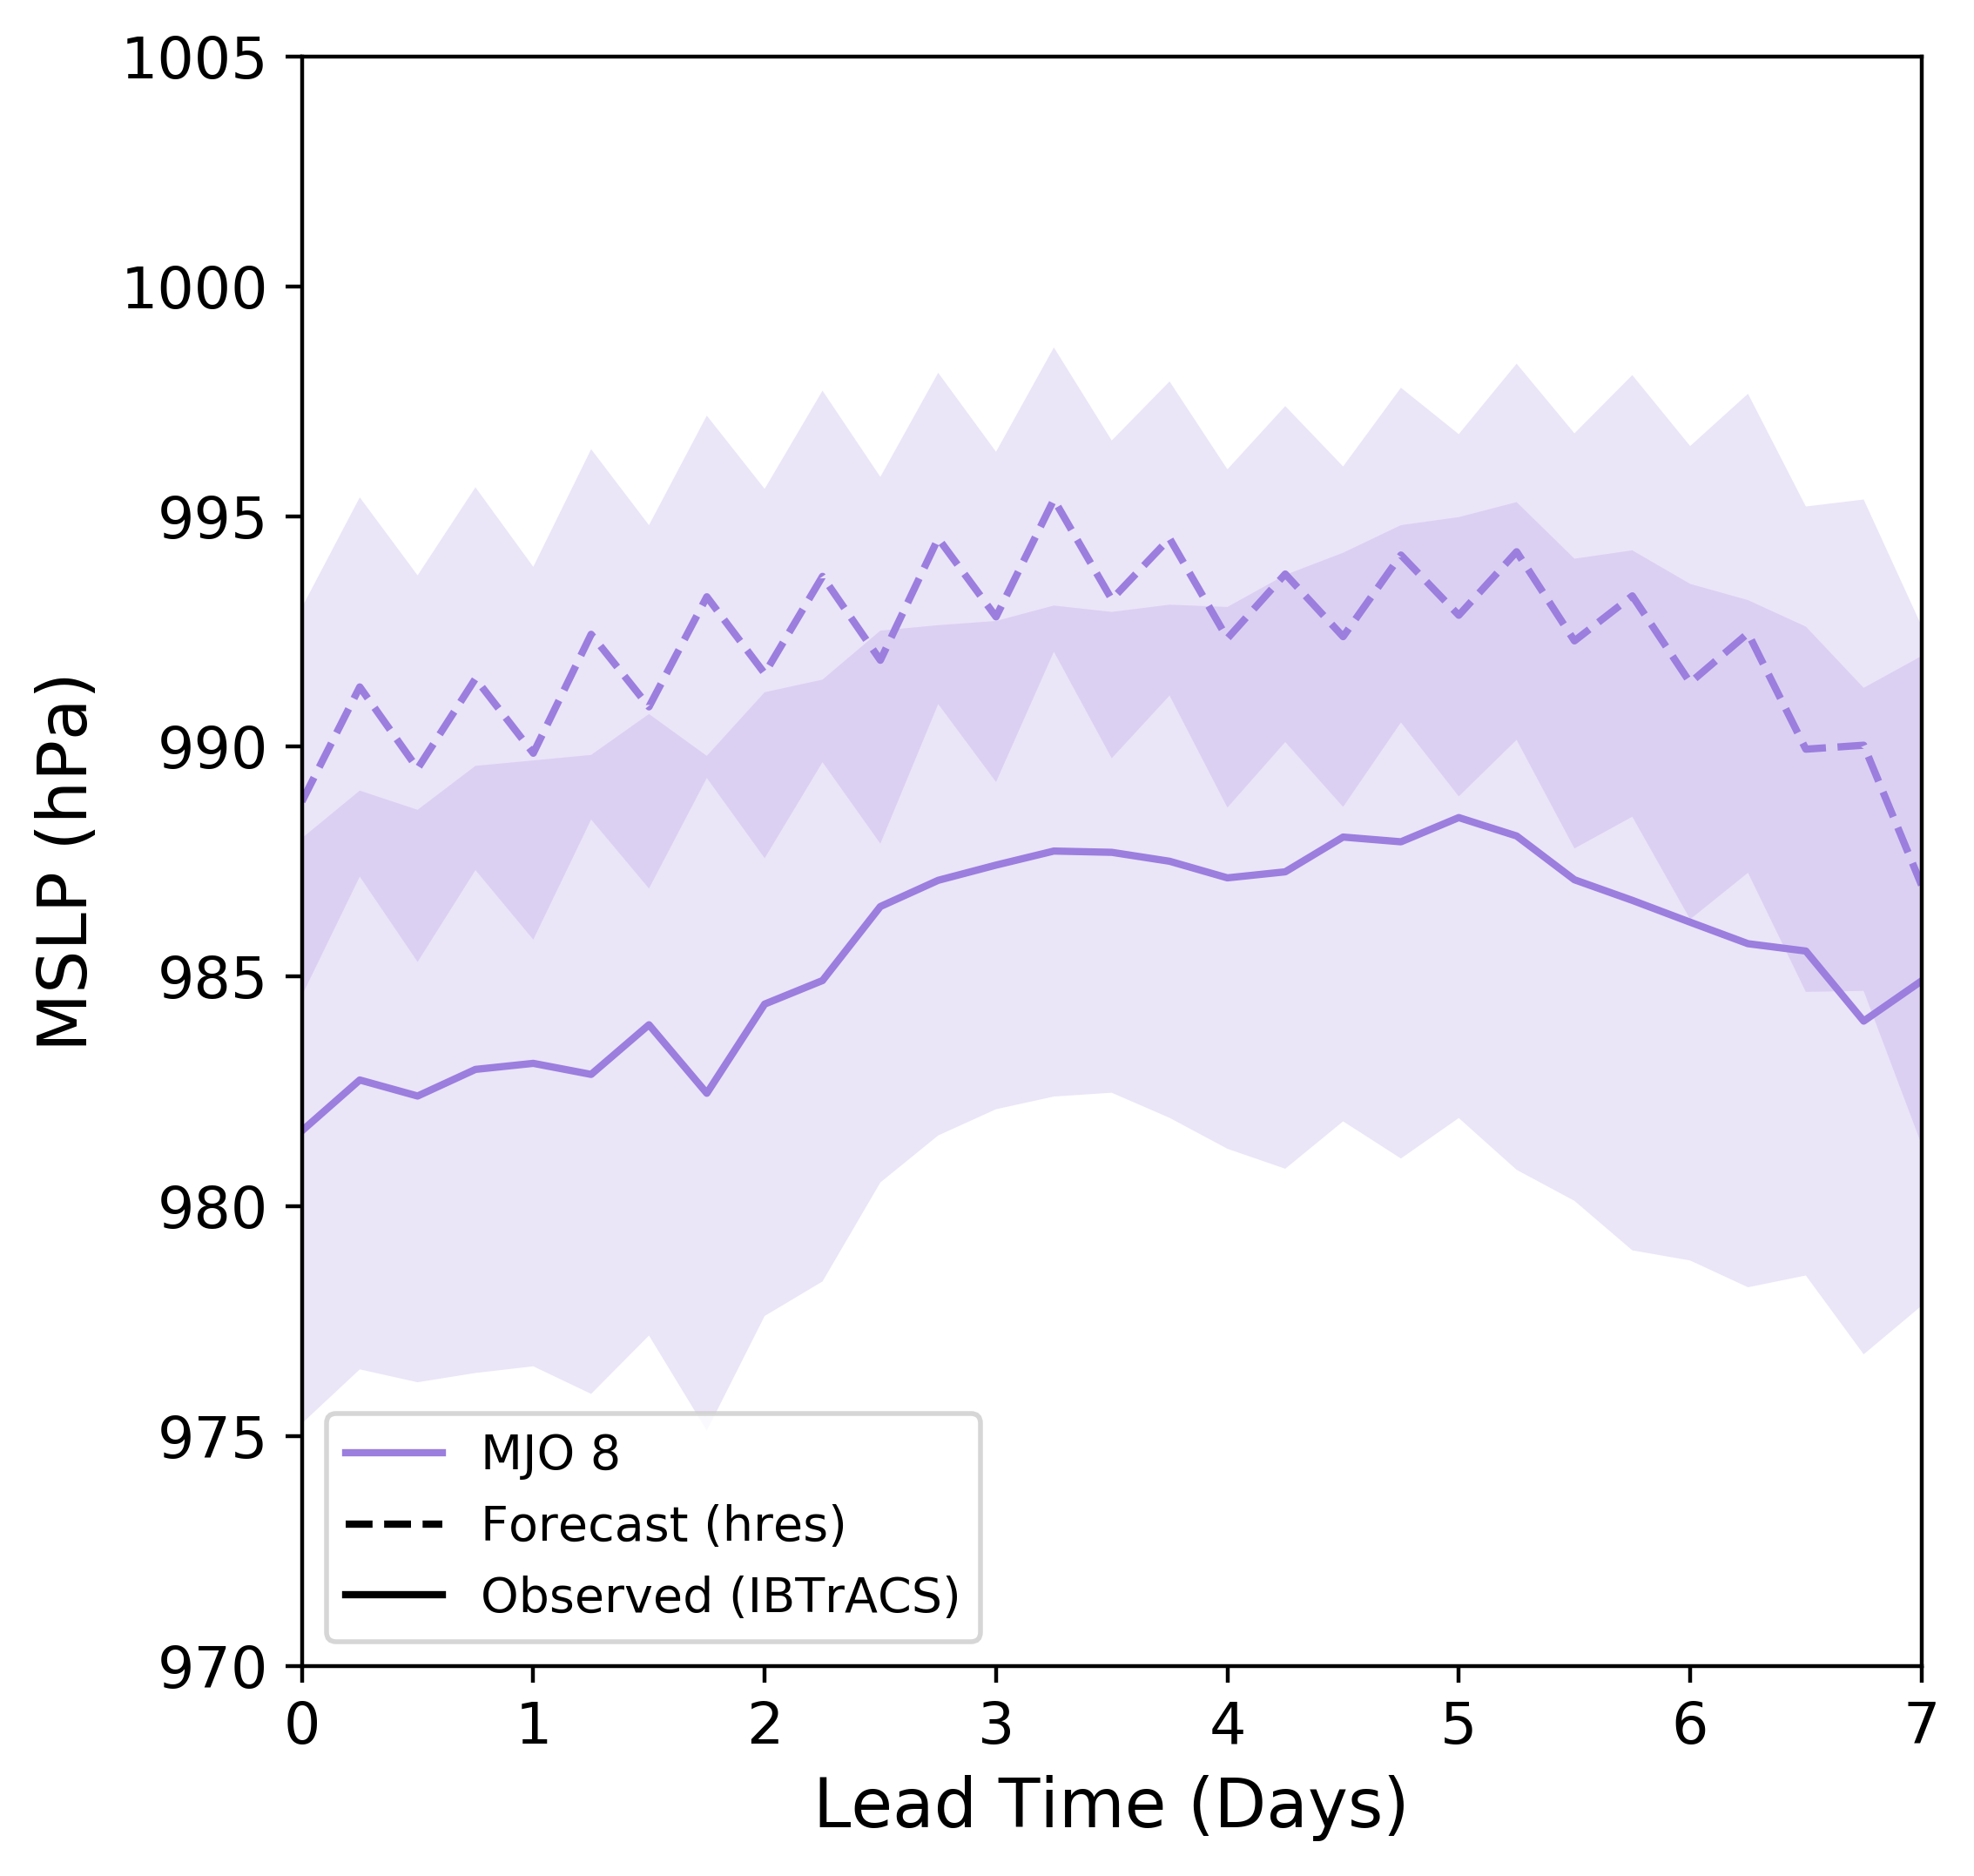 1005
1000
995
990
985
980
975
970
MSLP (hPa)
MJO 8
Forecast (hres)
Observed (IBTrACS)
0 1 2 3 4 5 6 7
Lead Time (Days)